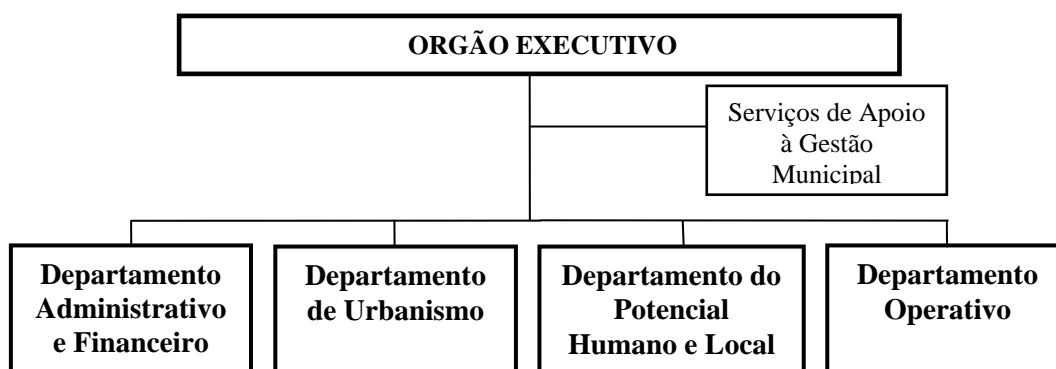 ORGÃO EXECUTIVO
Serviços de Apoio
à Gestão
Municipal
Departamento
Administrativo
e Financeiro
Departamento
de Urbanismo
Departamento do
Potencial
Humano e Local
Departamento
Operativo